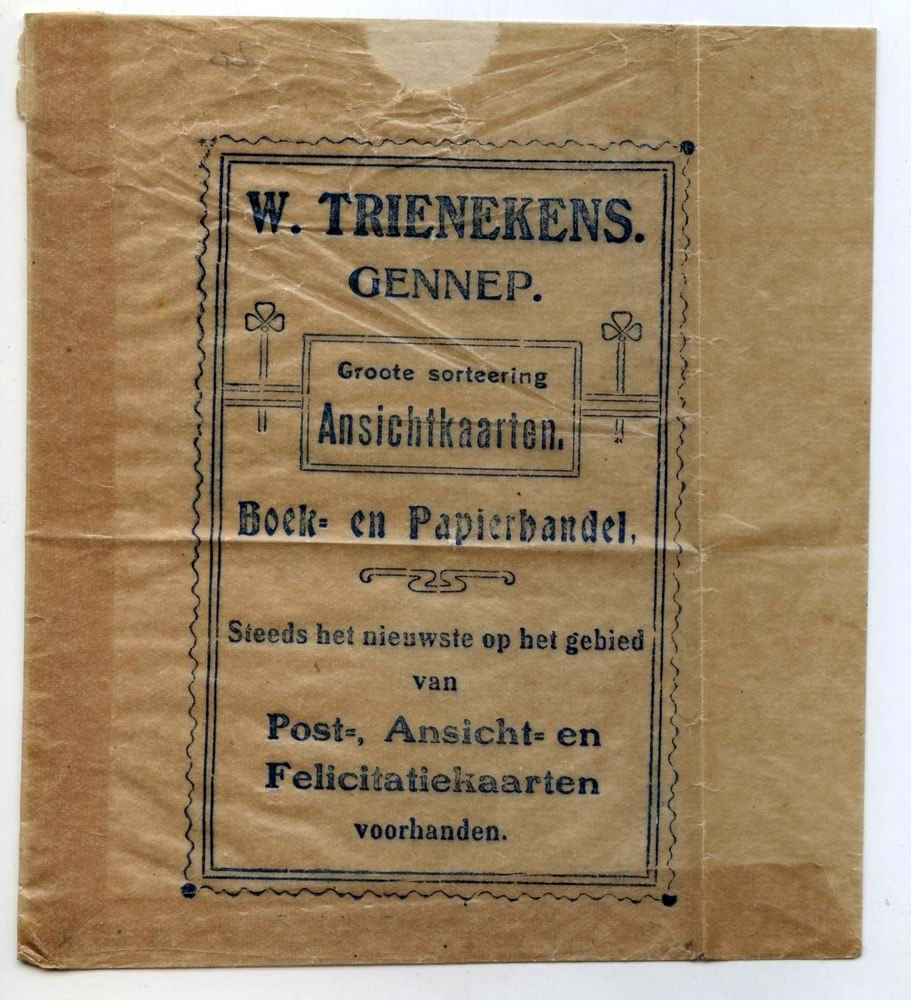 W. TRIENEKENS.
GENNEP.
Groote sorteering
Ansichtkaarten.
Boek= en Papierhandel,
Steeds het nieuwste op het gebied
van
Post=, Ansicht= en
Felicitatiekaarten
voorhanden.